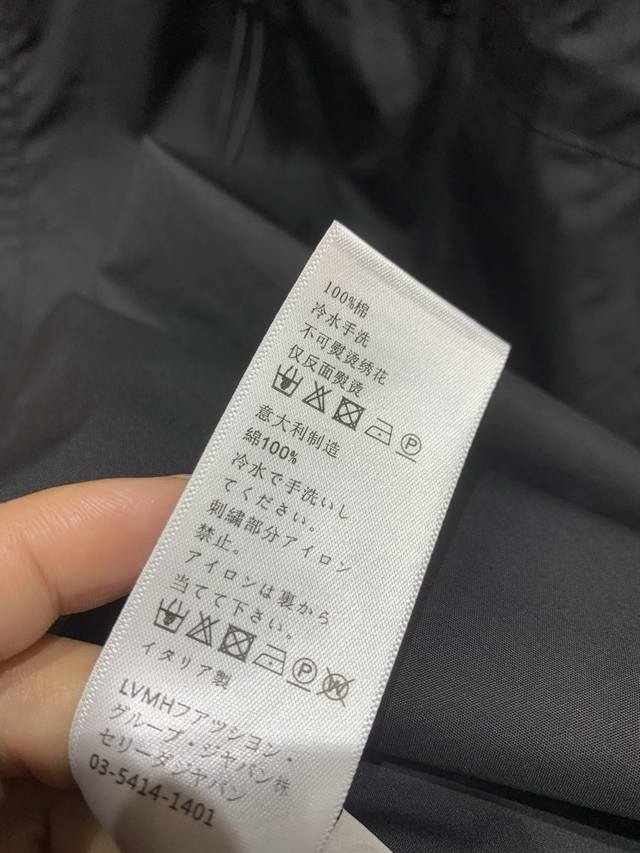 100%棉
冷水手洗
不可熨烫绣花
仅反面熨烫
意大利制造
綿100%
冷水で手洗いし
てください。
刺繍部分アイロン
禁止。
アイロンは裏から
当てて下さい。
P
P W
イタリア製
LVMHファツション・
グループ・ジャパン株
セリーヌジャパン
03-5414-1401